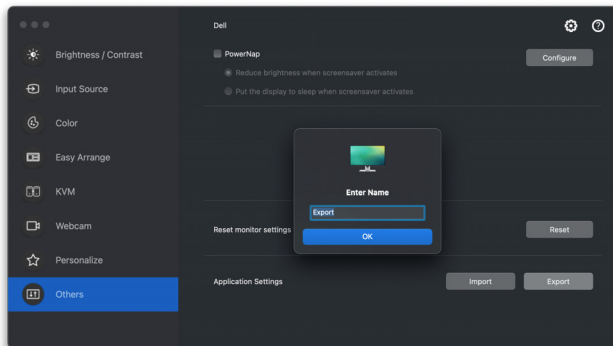 Dell
Brightness / Contrast
Input Source
Color
Easy Arrange
KVM
Webcam
Personalize
Others
PowerNap
Configure
Reduce brightness when screensaver activates
Put the display to sleep when screensaver activates
Enter Name
Export
OK
Reset monitor settings
Reset
Application Settings
Import
Export